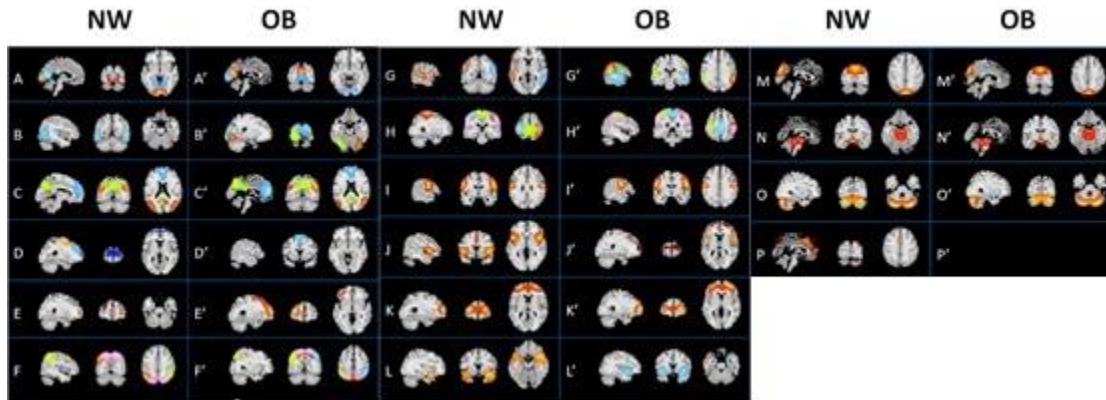 NW OB NW OB NW OB
A A' G G' M M'
B B' H H' N N'
C C' I I' O O'
D D' J J' P P'
E E' K K'
F F' L L'